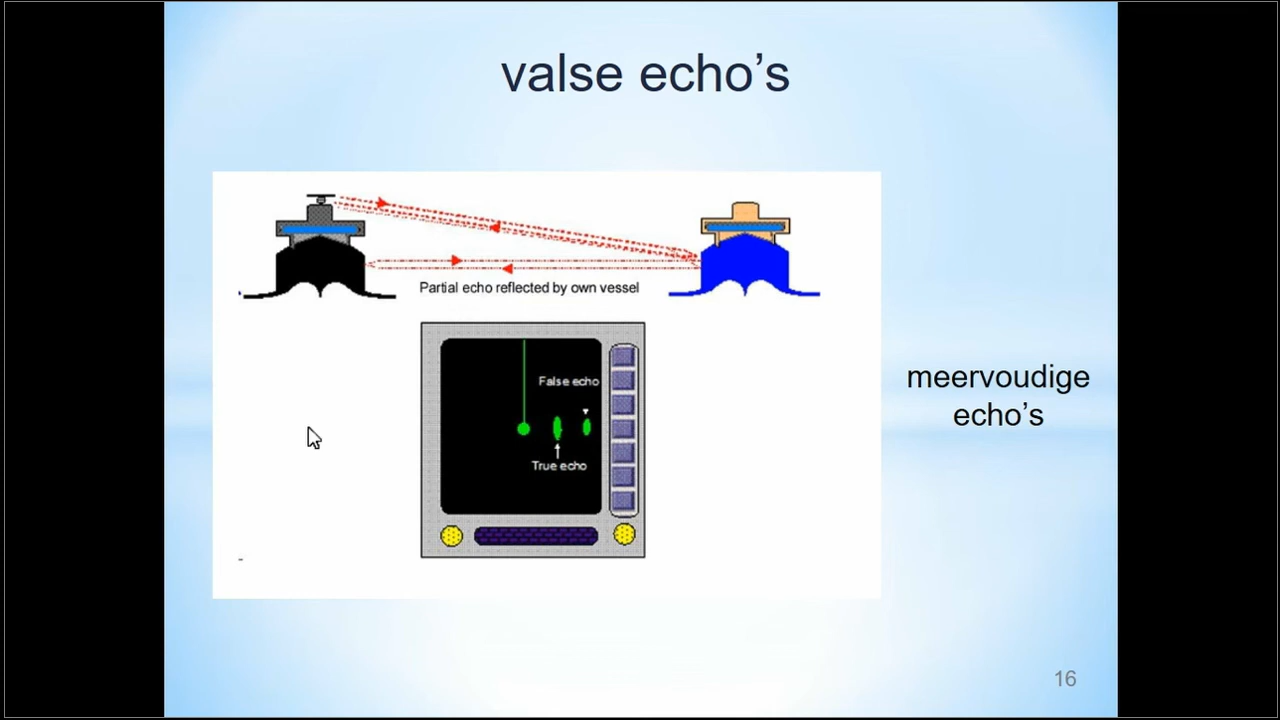 valse echo’s
Partial echo reflected by own vessel
False echo
True echo
meervoudige
echo’s
16